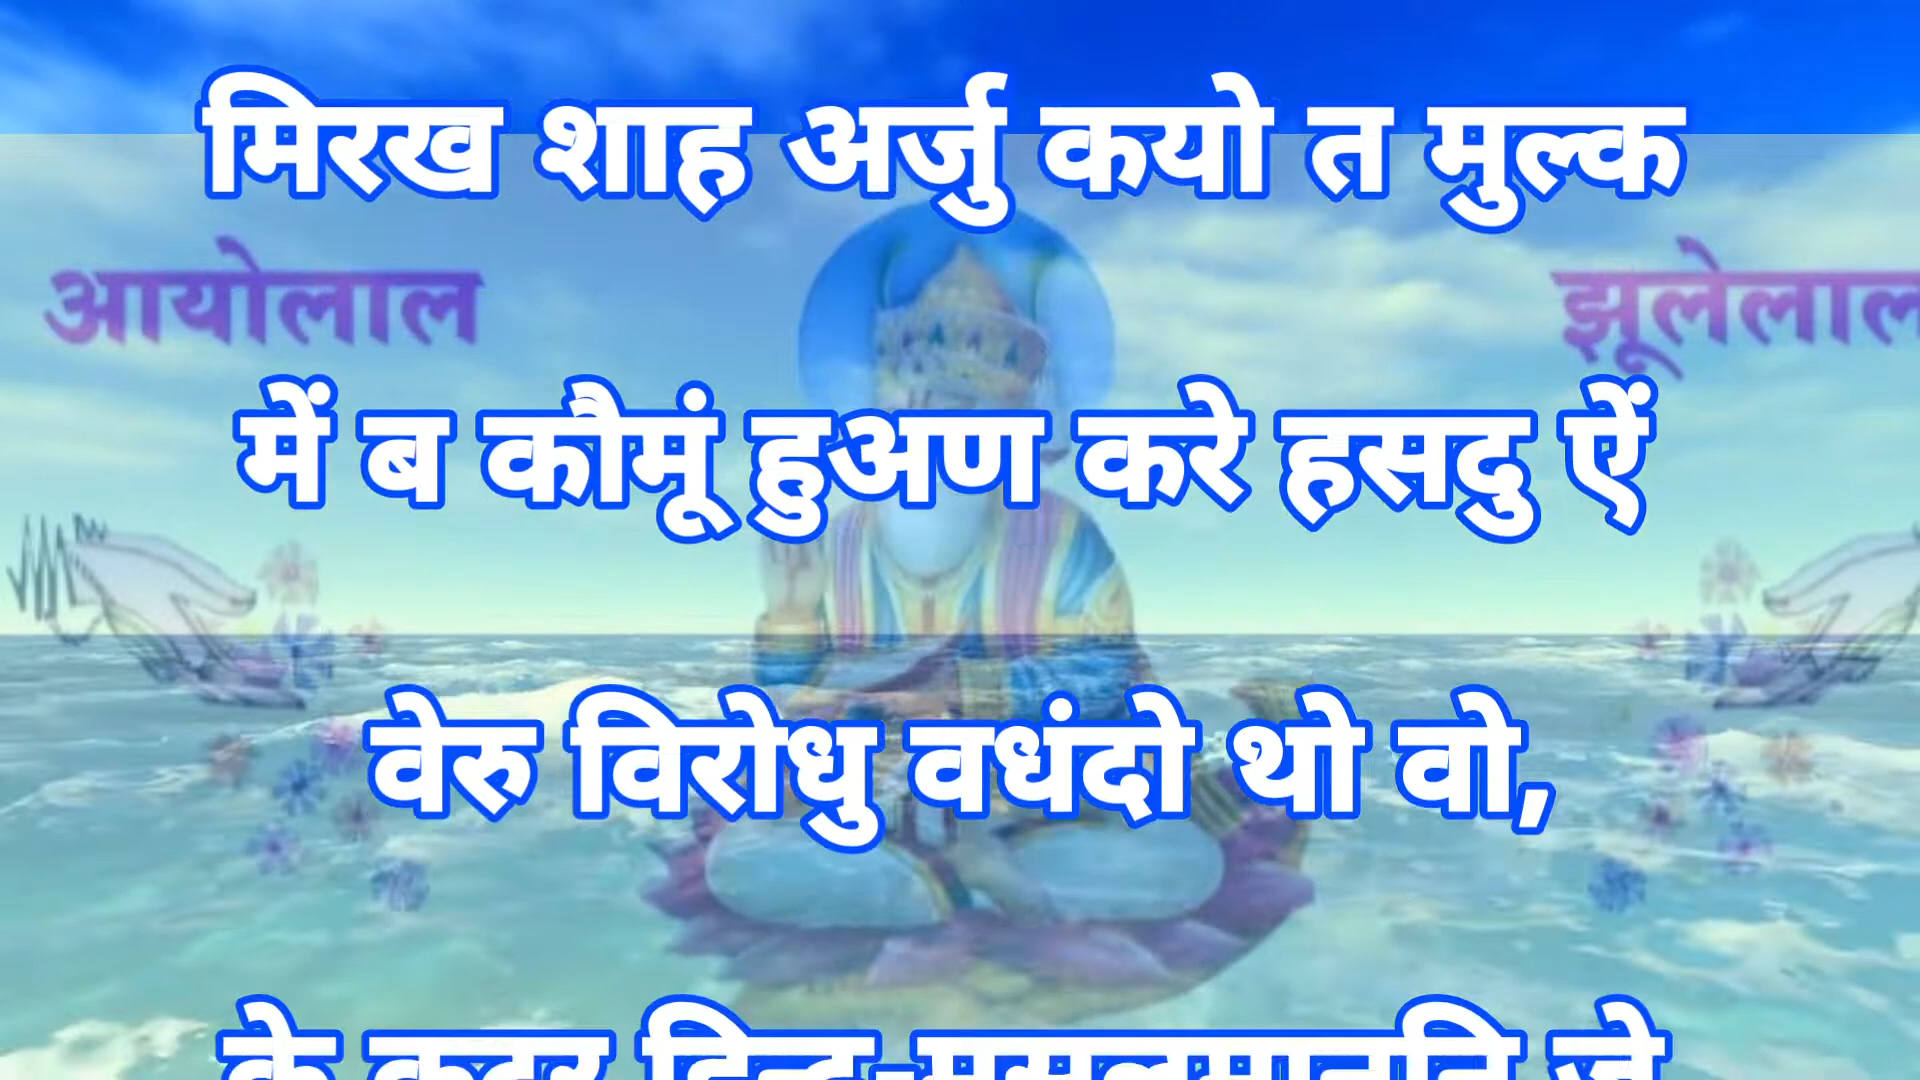 मिरख शाह अर्जु कयो त मुल्क
आयोलाल
झूलेलाल
में ब कौमूं हुअण करे हसदु ऐं
वेरु विरोधु वधंदो थो वो,